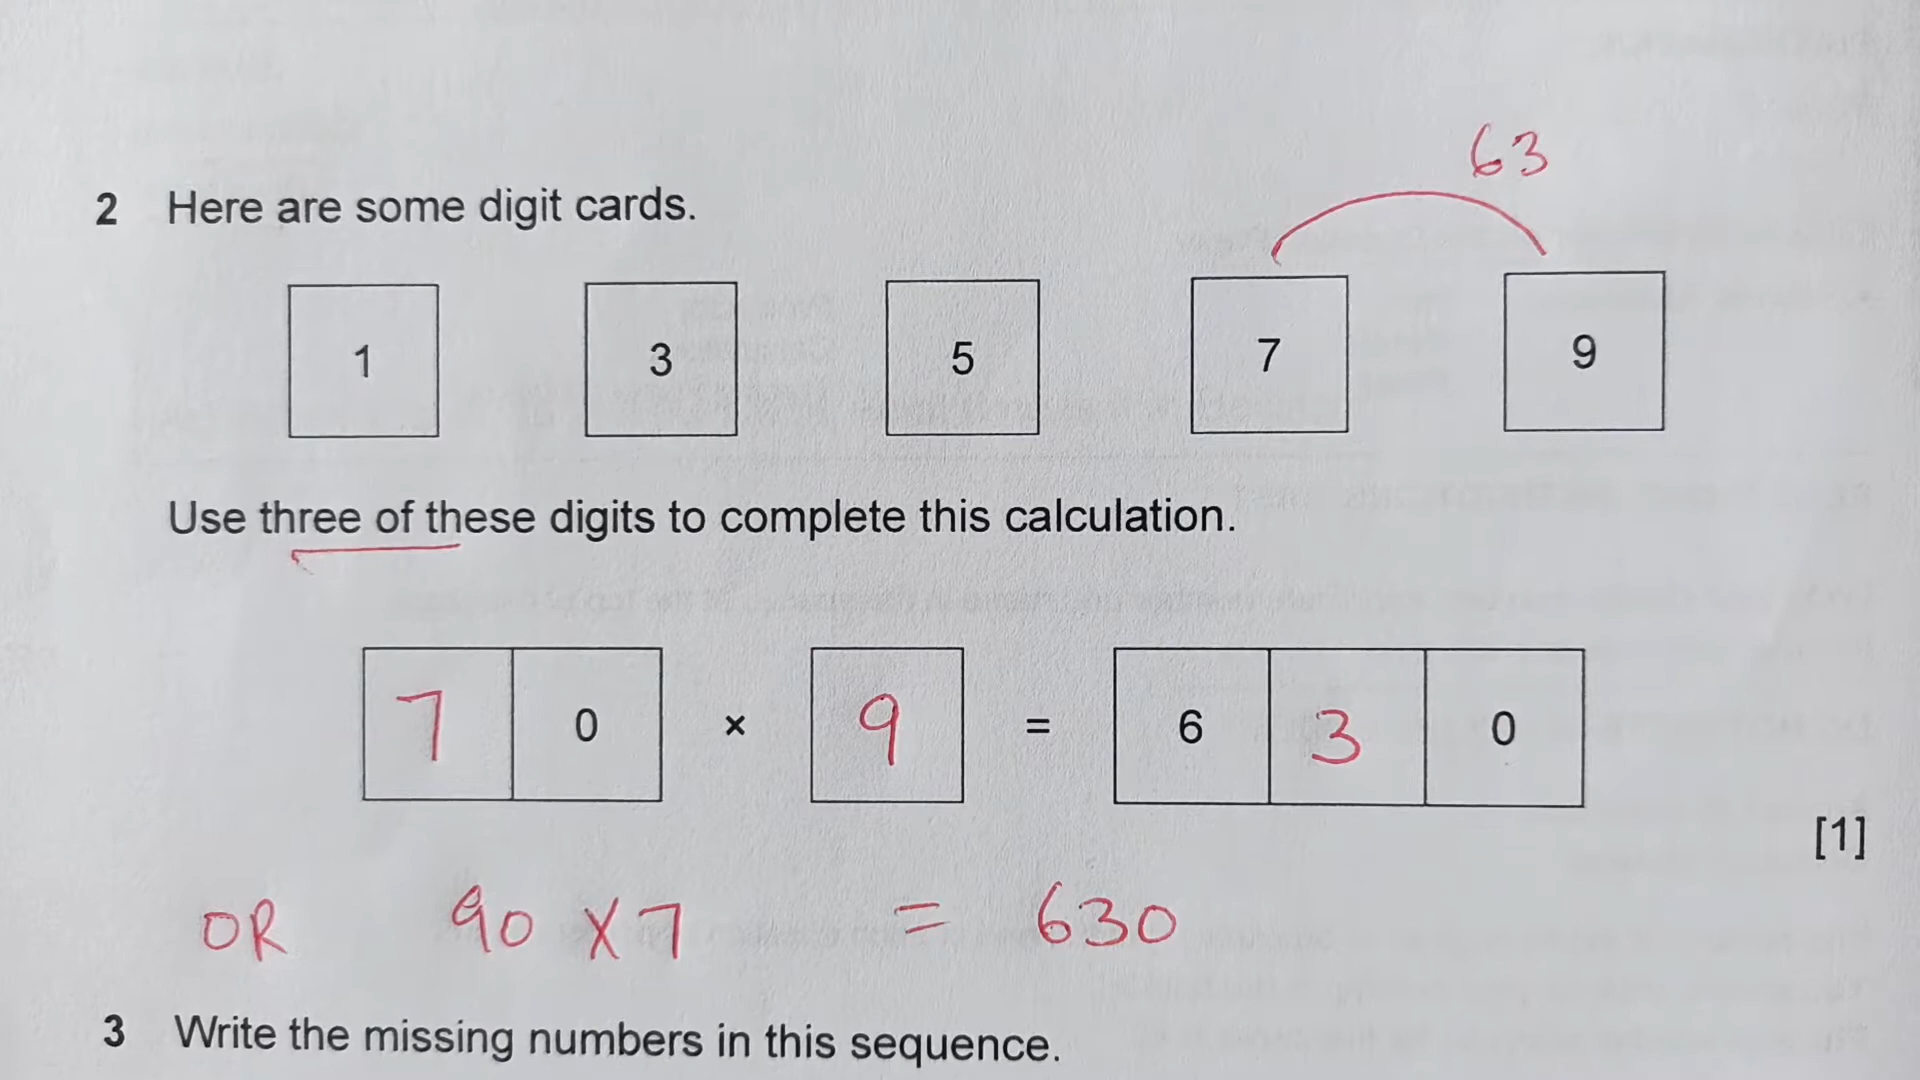 63
2 Here are some digit cards.
1 3 5 7 9
Use three of these digits to complete this calculation.
7 0 × 9 = 6 3 0
[1]
OR 90 X 7 = 630
3 Write the missing numbers in this sequence.